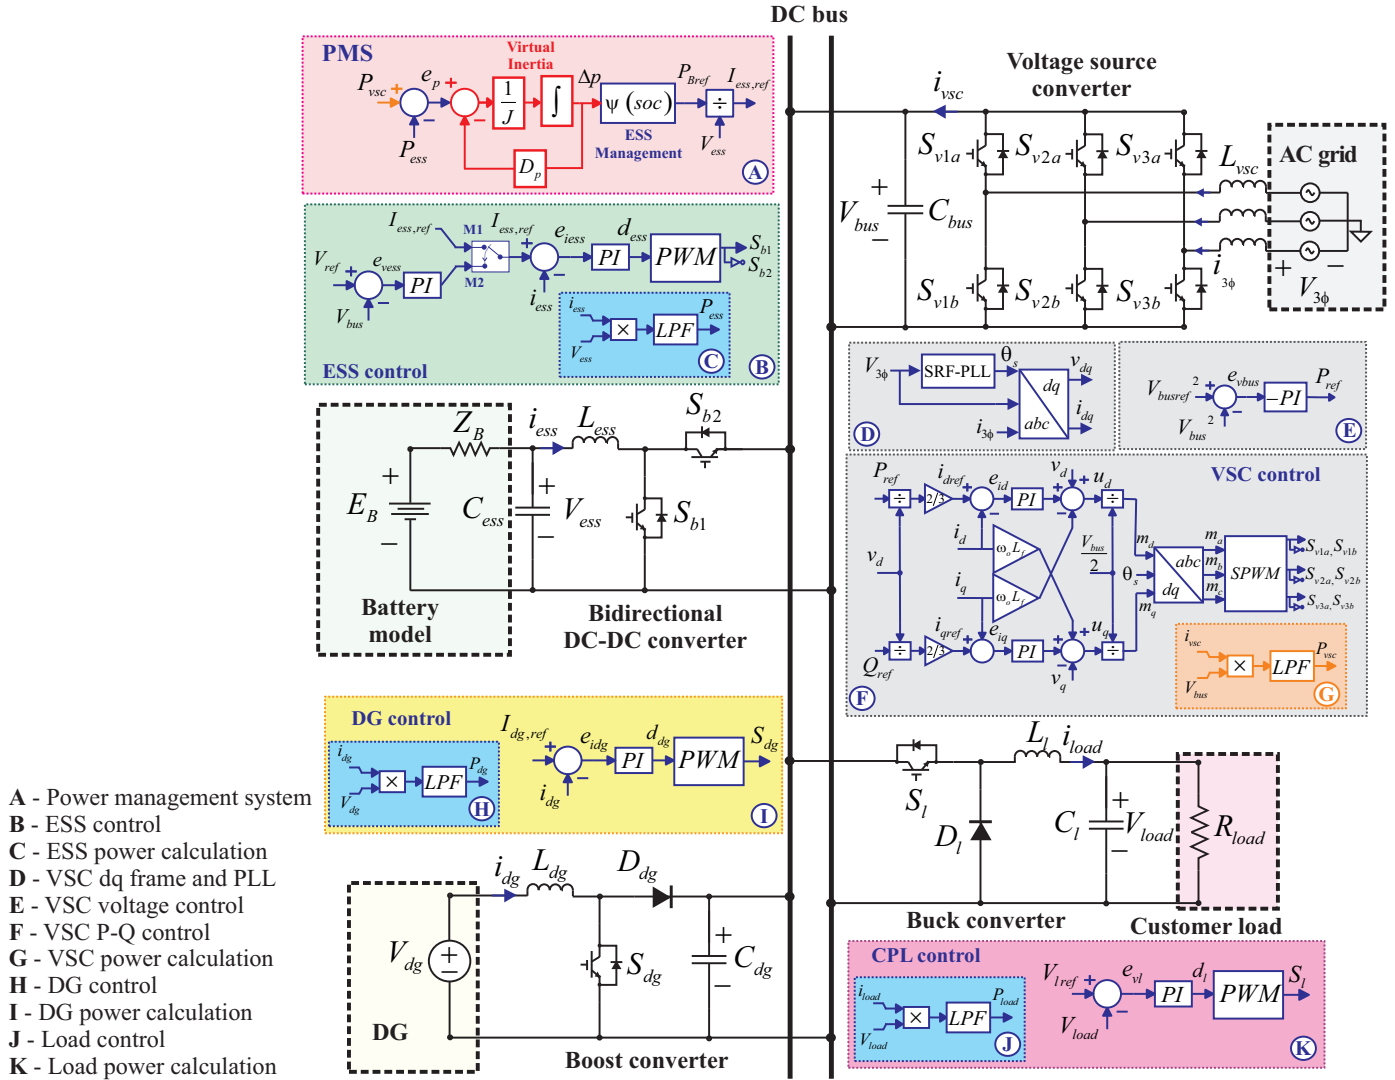 DC bus
PMS
Virtual
Inertia
P_vsc
e_p
1
J
∫
Δp
ψ (soc)
P_Bref
÷
I_ess,ref
P_ess
D_p
ESS
Management
V_ess
A
I_ess,ref
M1
I_ess,ref
e_iess
d_ess
S_b1
S_b2
V_ref
e_vess
PI
M2
PI
PWM
V_bus
i_ess
i_ess
V_ess
×
LPF
P_ess
C
ESS control
B
Z_B
i_ess
L_ess
S_b2
E_B
C_ess
V_ess
S_b1
Battery
model
Bidirectional
DC-DC converter
DG control
i_dg
V_dg
×
LPF
P_dg
H
I_dg,ref
e_idg
PI
d_dg
PWM
S_dg
i_dg
I
i_dg
L_dg
D_dg
V_dg
S_dg
C_dg
DG
Boost converter
A - Power management system
B - ESS control
C - ESS power calculation
D - VSC dq frame and PLL
E - VSC voltage control
F - VSC P-Q control
G - VSC power calculation
H - DG control
I - DG power calculation
J - Load control
K - Load power calculation
Voltage source
converter
i_vsc
S_v1a
S_v2a
S_v3a
L_vsc
AC grid
V_bus
C_bus
S_v1b
S_v2b
S_v3b
i_3ϕ
V_3ϕ
V_3ϕ
SRF-PLL
θ_s
dq
abc
v_dq
i_dq
i_3ϕ
D
V_busref²
e_vbus
-PI
P_ref
V_bus²
E
VSC control
P_ref
÷
2/3
i_dref
e_id
PI
v_d
u_d
÷
i_d
ω_o L_f
V_bus
2
v_d
i_q
ω_o L_f
m_d
θ_s
m_q
abc
dq
m_a
m_b
m_c
SPWM
S_v1a, S_v1b
S_v2a, S_v2b
S_v3a, S_v3b
Q_ref
÷
2/3
i_qref
e_iq
PI
v_q
u_q
÷
F
i_vsc
V_bus
×
LPF
P_vsc
G
S_l
L_l
i_load
D_l
C_l
V_load
R_load
Buck converter
Customer load
CPL control
i_load
V_load
×
LPF
P_load
J
V_l ref
e_vl
PI
d_l
PWM
S_l
V_load
K